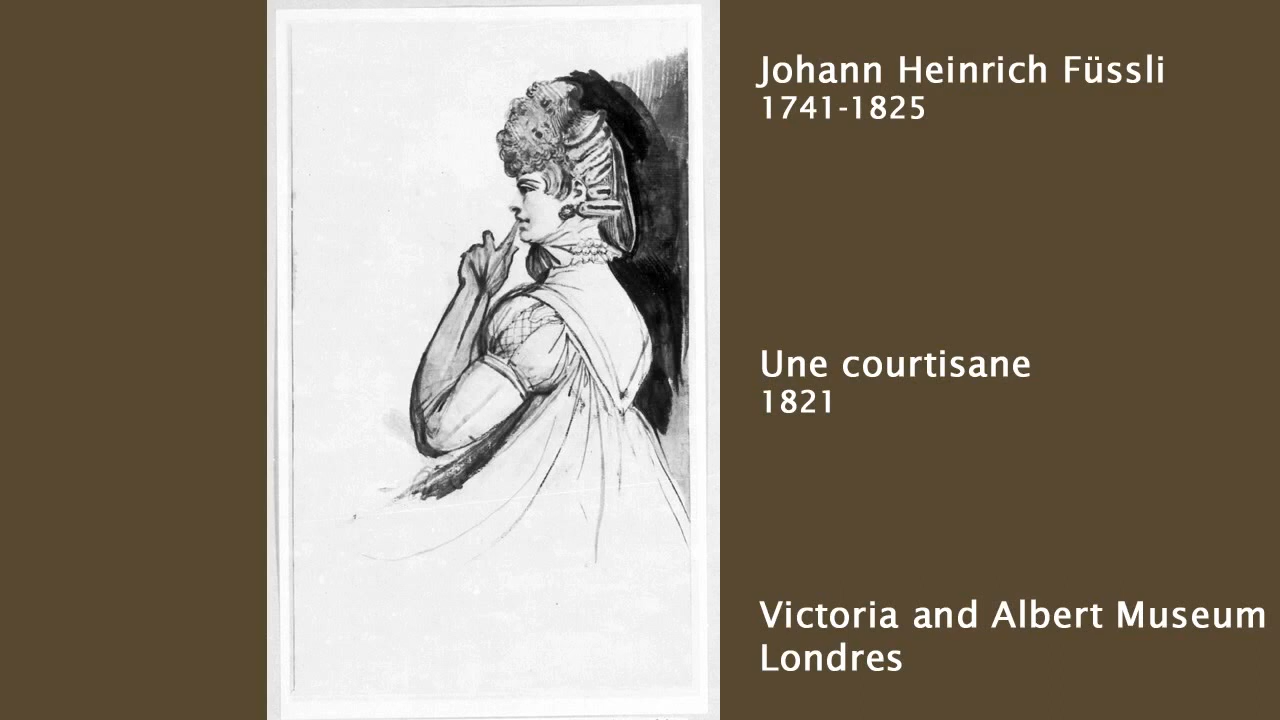 Johann Heinrich Füssli
1741-1825
Une courtisane
1821
Victoria and Albert Museum
Londres